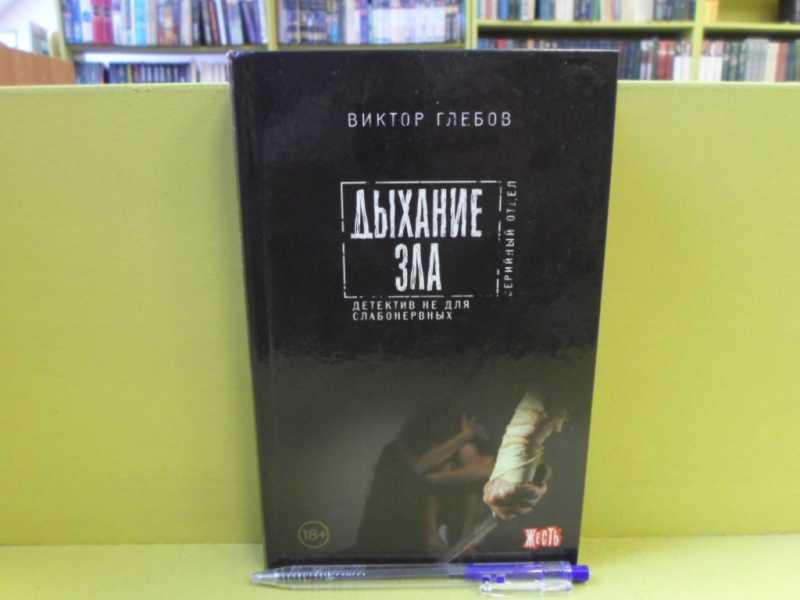 ВИКТОР ГЛЕБОВ
ДЫХАНИЕ
ЗЛА
СЕРИЙНЫЙ ОТДЕЛ
ДЕТЕКТИВ НЕ ДЛЯ
СЛАБОНЕРВНЫХ
18+
ЖЕСТЬ